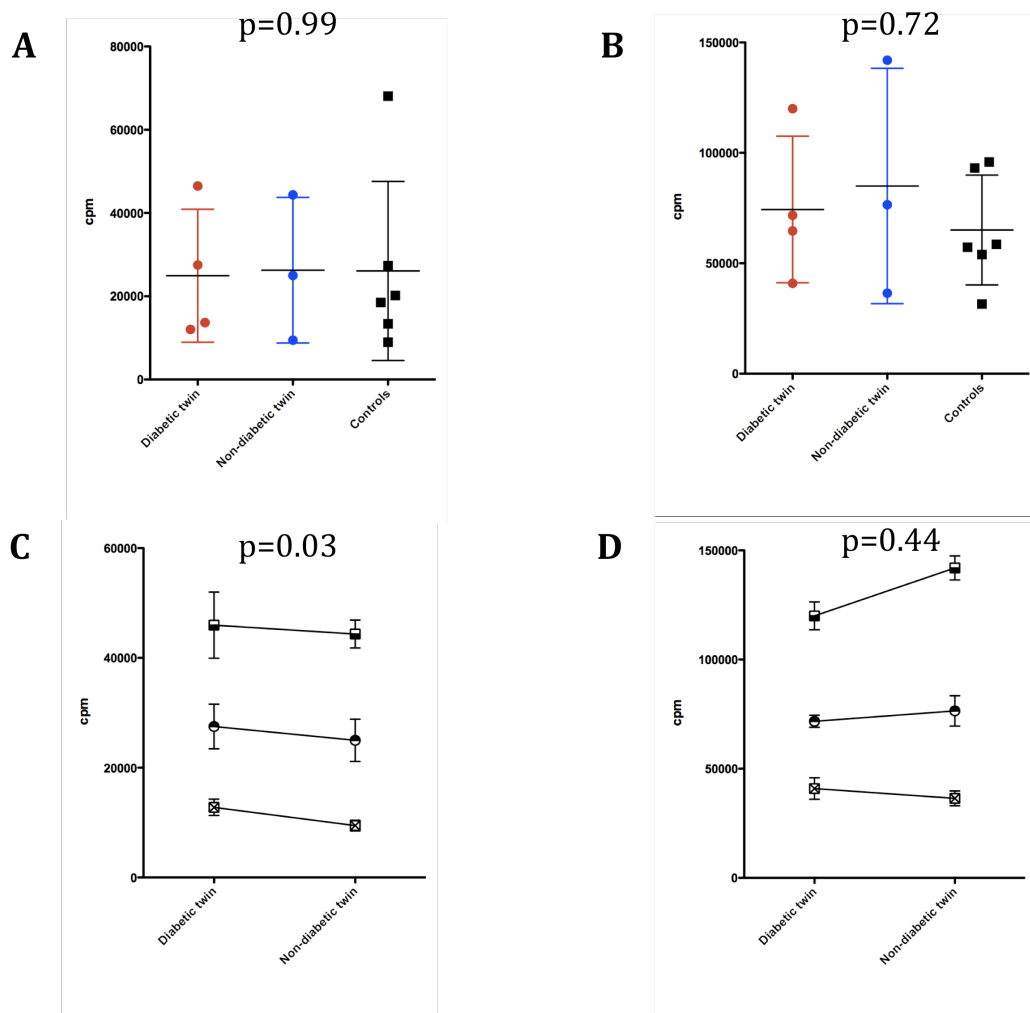 A
p=0.99
80000
60000
40000
20000
0
cpm
Diabetic twin
Non-diabetic twin
Controls
B
p=0.72
150000
100000
50000
0
cpm
Diabetic twin
Non-diabetic twin
Controls
C
p=0.03
60000
40000
20000
0
cpm
Diabetic twin
Non-diabetic twin
D
p=0.44
150000
100000
50000
0
cpm
Diabetic twin
Non-diabetic twin